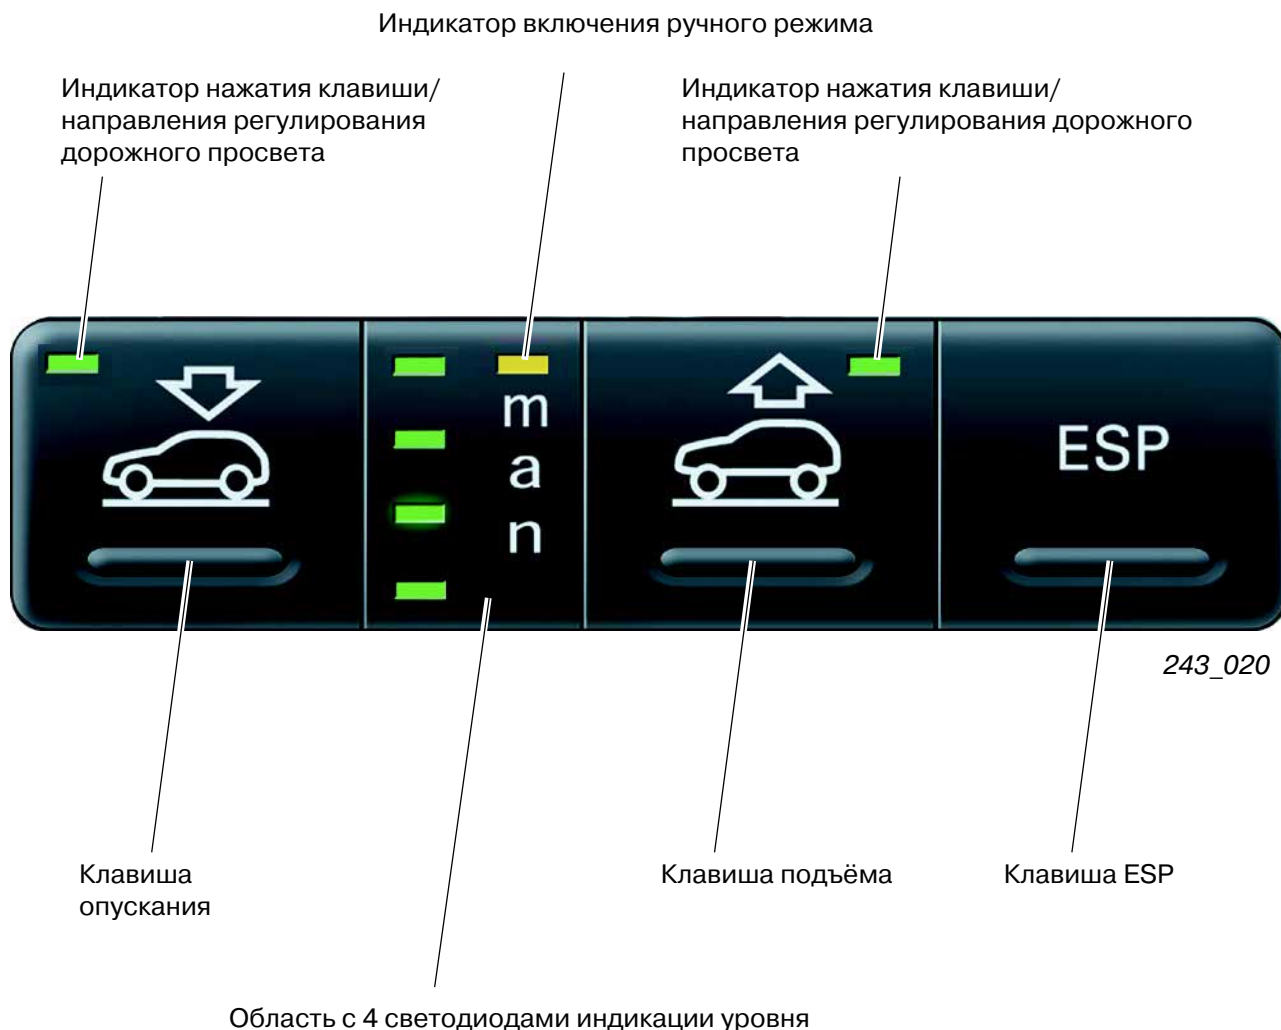 Индикатор включения ручного режима
Индикатор нажатия клавиши/
направления регулирования
дорожного просвета
Индикатор нажатия клавиши/
направления регулирования дорожного
просвета
m
a
n
ESP
243_020
Клавиша
опускания
Клавиша подъёма
Клавиша ESP
Область с 4 светодиодами индикации уровня